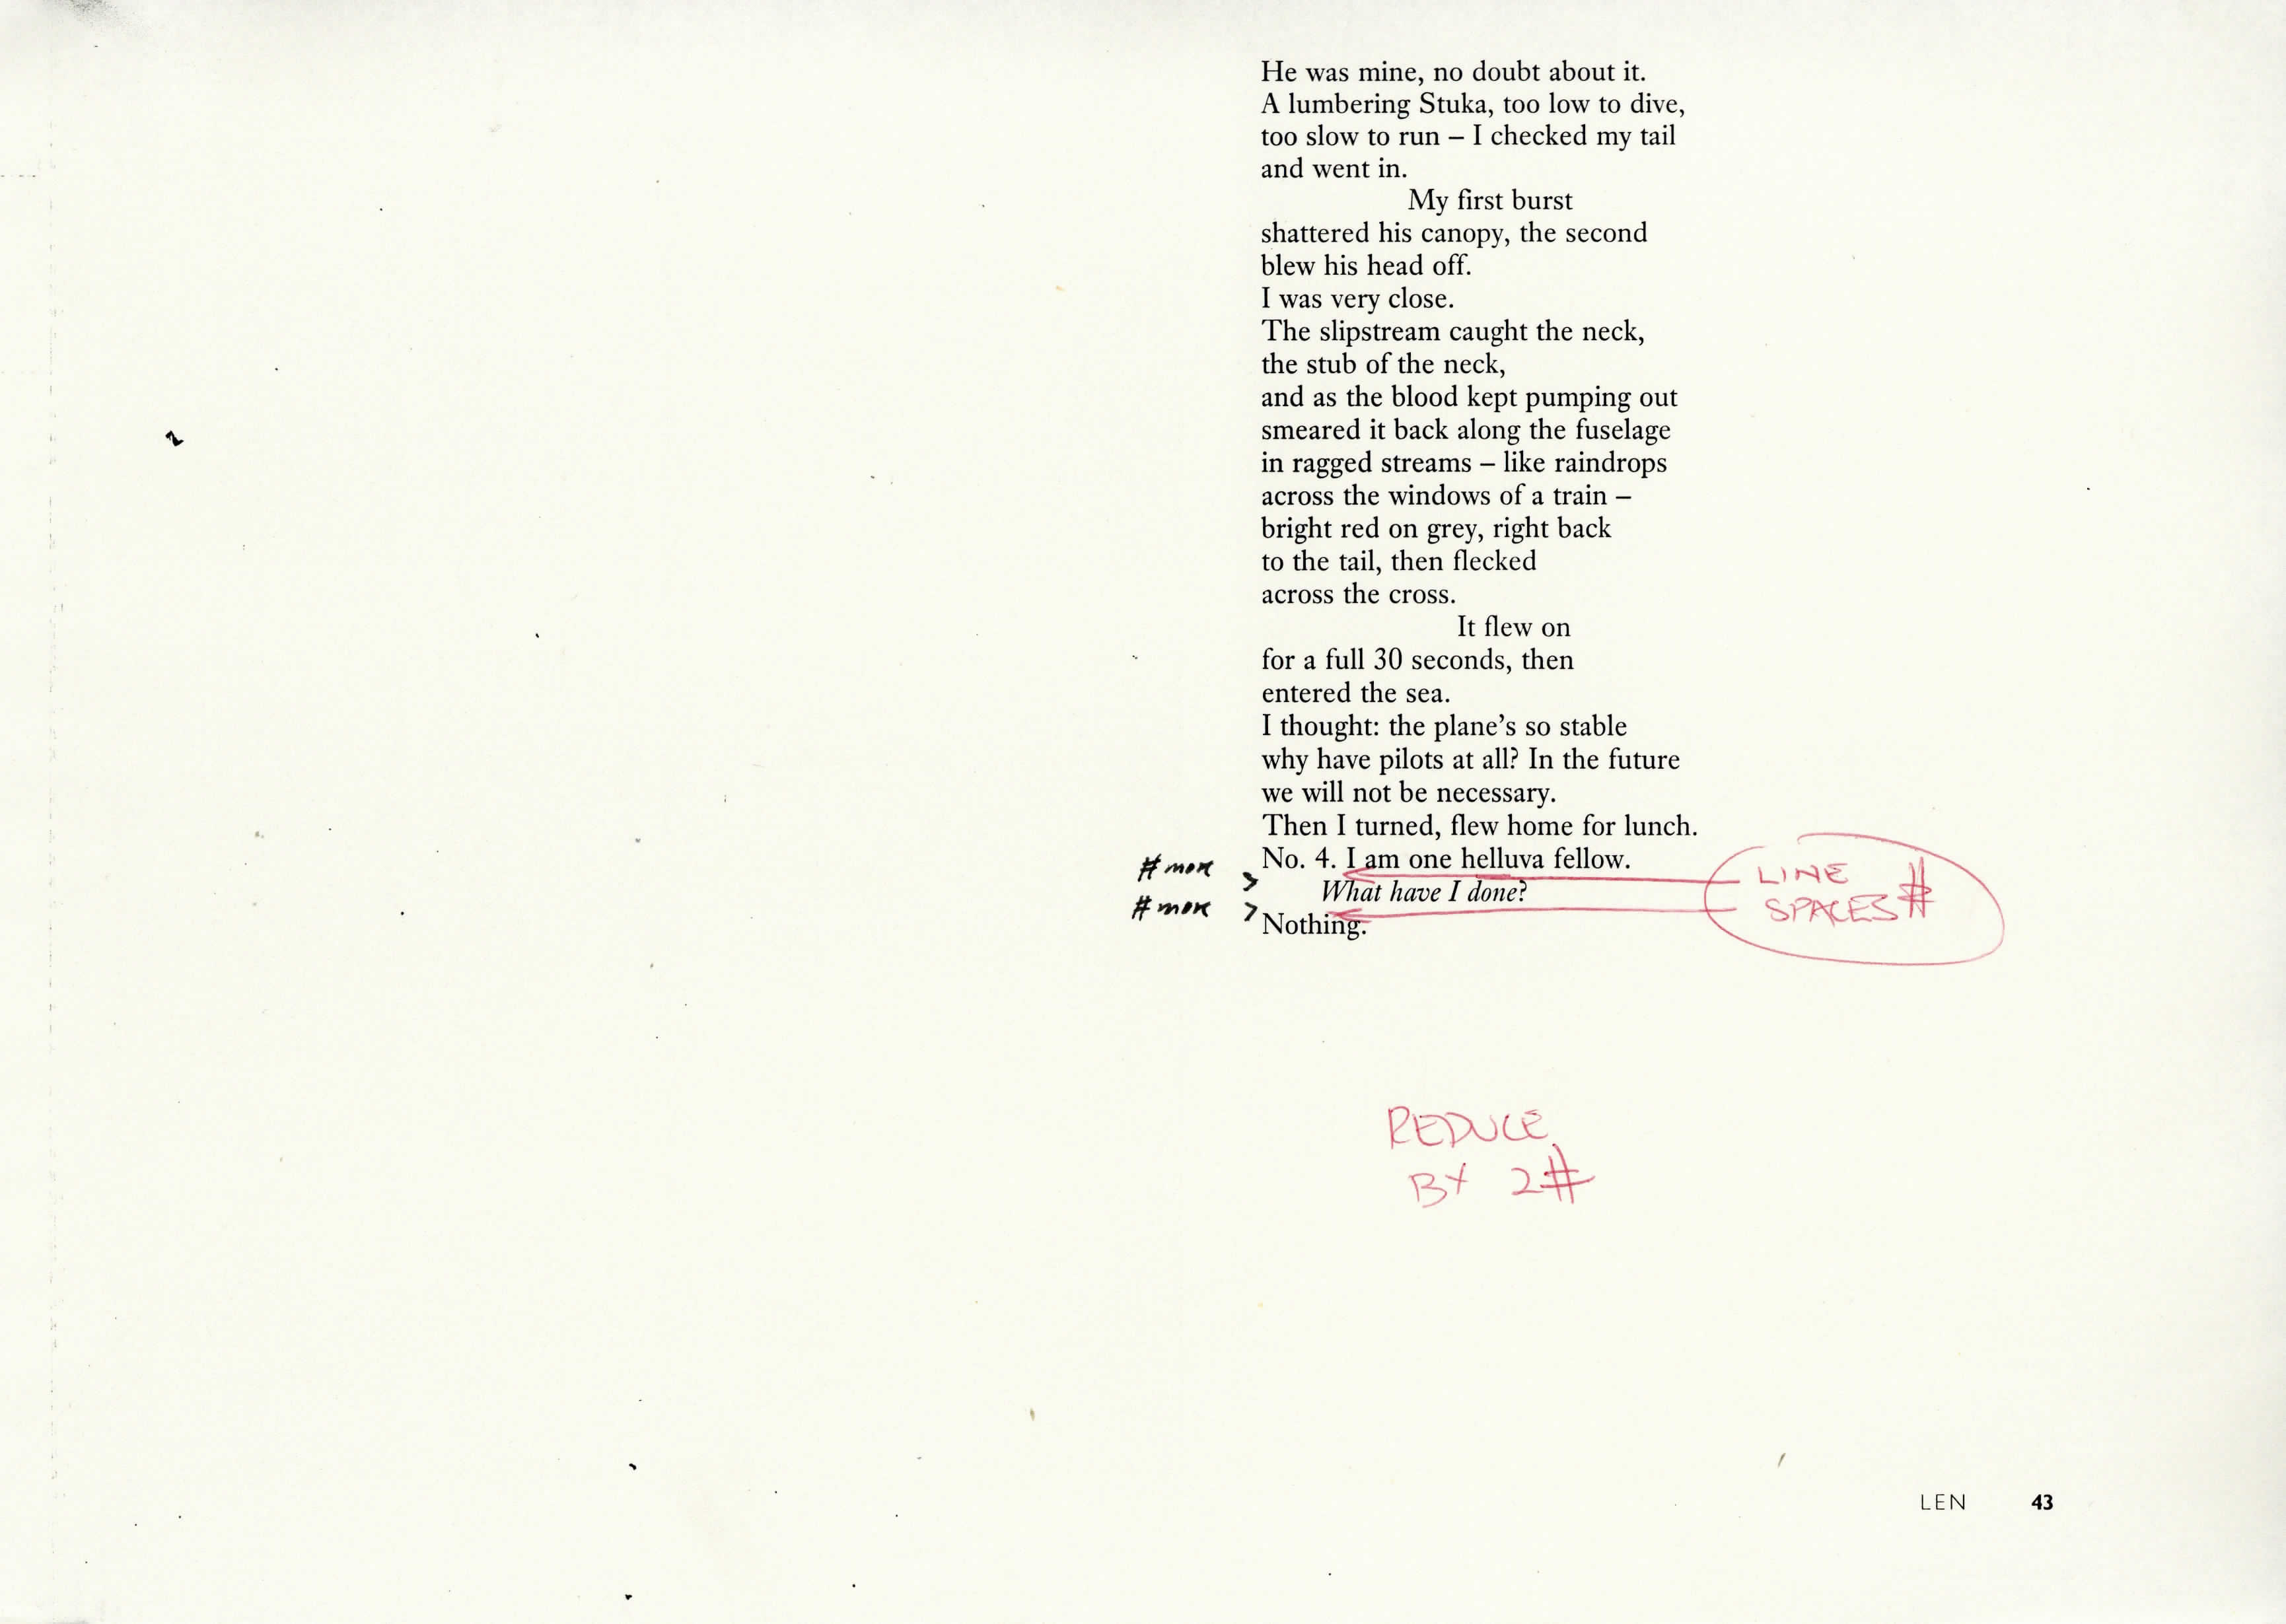 He was mine, no doubt about it.
A lumbering Stuka, too low to dive,
too slow to run – I checked my tail
and went in.
My first burst
shattered his canopy, the second
blew his head off.
I was very close.
The slipstream caught the neck,
the stub of the neck,
and as the blood kept pumping out
smeared it back along the fuselage
in ragged streams – like raindrops
across the windows of a train –
bright red on grey, right back
to the tail, then flecked
across the cross.
It flew on
for a full 30 seconds, then
entered the sea.
I thought: the plane's so stable
why have pilots at all? In the future
we will not be necessary.
Then I turned, flew home for lunch.
# more > No. 4. I am one helluva fellow.
LINE
What have I done?
# more > SPACES #
Nothing.
REDUCE
BY 2#
LEN 43